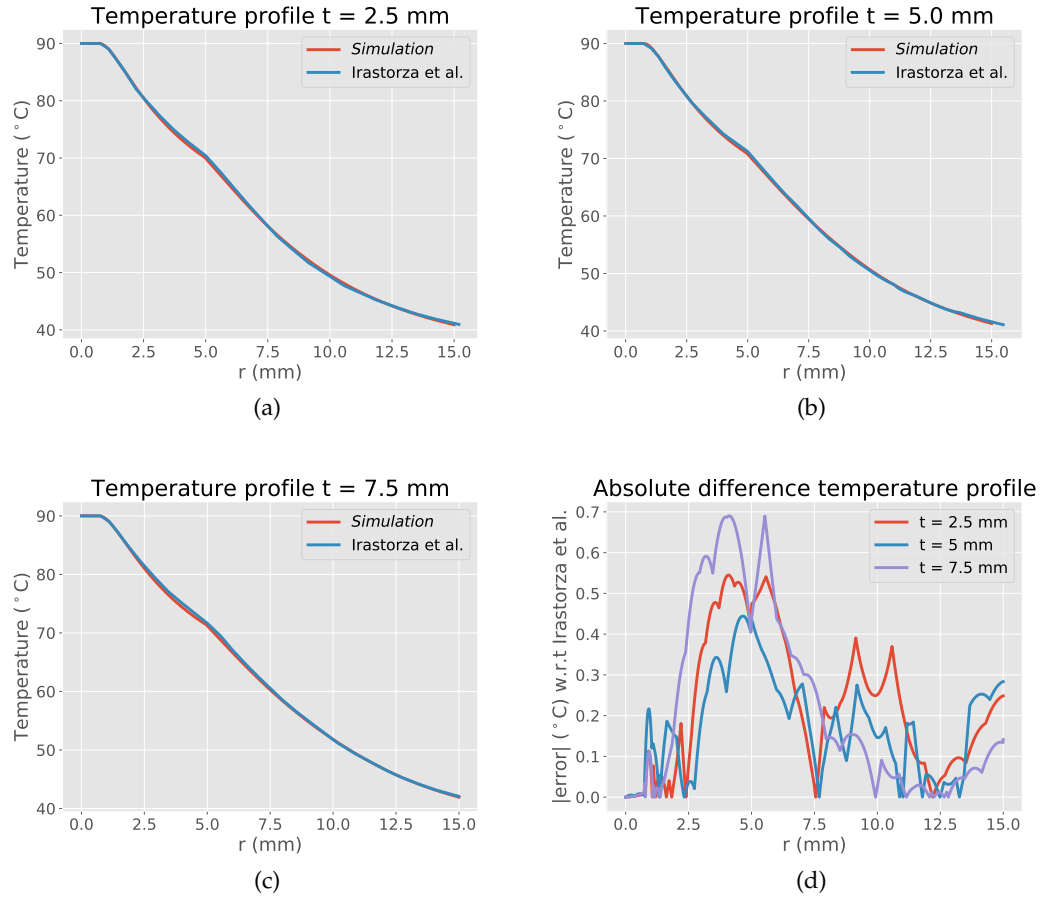 Temperature profile t = 2.5 mm
Simulation
Irastorza et al.
Temperature (°C)
90
80
70
60
50
40
0.0 2.5 5.0 7.5 10.0 12.5 15.0
r (mm)
(a)
Temperature profile t = 5.0 mm
Simulation
Irastorza et al.
Temperature (°C)
90
80
70
60
50
40
0.0 2.5 5.0 7.5 10.0 12.5 15.0
r (mm)
(b)
Temperature profile t = 7.5 mm
Simulation
Irastorza et al.
Temperature (°C)
90
80
70
60
50
40
0.0 2.5 5.0 7.5 10.0 12.5 15.0
r (mm)
(c)
Absolute difference temperature profile
t = 2.5 mm
t = 5 mm
t = 7.5 mm
|error| (°C) w.r.t Irastorza et al.
0.7
0.6
0.5
0.4
0.3
0.2
0.1
0.0
0.0 2.5 5.0 7.5 10.0 12.5 15.0
r (mm)
(d)